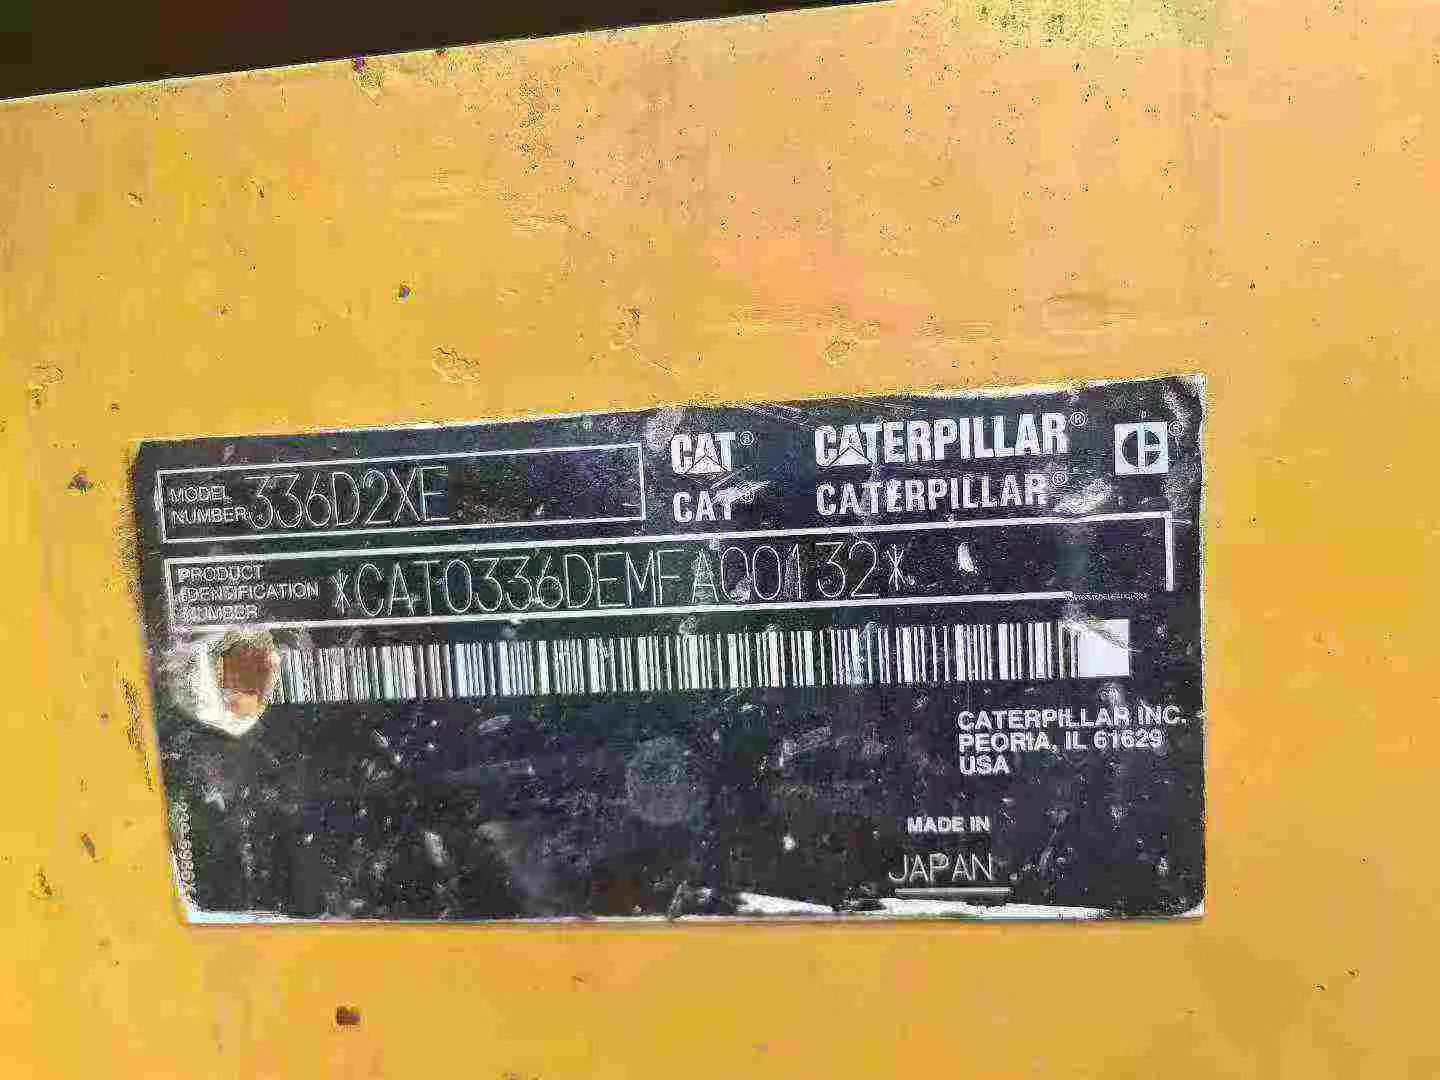 MODEL NUMBER 336D2XE
CAT® CATERPILLAR®
CAT® CATERPILLAR®
PRODUCT IDENTIFICATION NUMBER *CAT0336DEMFA00132*
CATERPILLAR INC.
PEORIA, IL 61629
USA
MADE IN
JAPAN